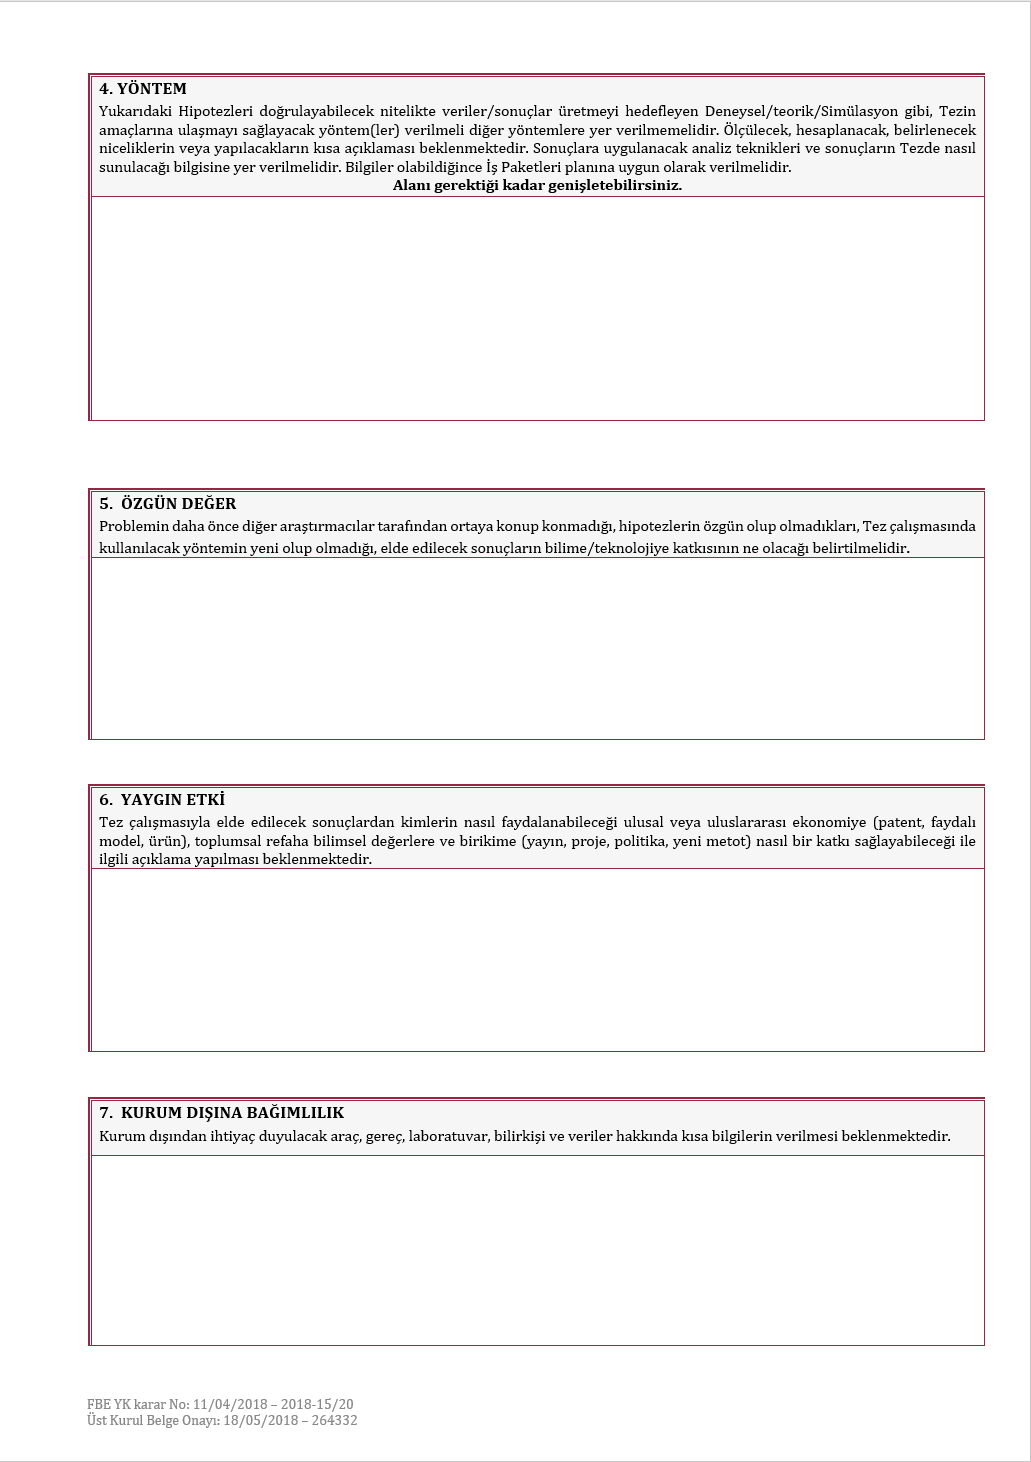 4. YÖNTEM
Yukarıdaki Hipotezleri doğrulayabilecek nitelikte veriler/sonuçlar üretmeyi hedefleyen Deneysel/teorik/Simülasyon gibi, Tezin
amaçlarına ulaşmayı sağlayacak yöntem(ler) verilmeli diğer yöntemlere yer verilmemelidir. Ölçülecek, hesaplanacak, belirlenecek
niceliklerin veya yapılacakların kısa açıklaması beklenmektedir. Sonuçlara uygulanacak analiz teknikleri ve sonuçların Tezde nasıl
sunulacağı bilgisine yer verilmelidir. Bilgiler olabildiğince İş Paketleri planına uygun olarak verilmelidir.
Alanı gerektiği kadar genişletebilirsiniz.
5. ÖZGÜN DEĞER
Problemin daha önce diğer araştırmacılar tarafından ortaya konup konmadığı, hipotezlerin özgün olup olmadıkları, Tez çalışmasında
kullanılacak yöntemin yeni olup olmadığı, elde edilecek sonuçların bilime/teknolojiye katkısının ne olacağı belirtilmelidir.
6. YAYGIN ETKİ
Tez çalışmasıyla elde edilecek sonuçlardan kimlerin nasıl faydalanabileceği ulusal veya uluslararası ekonomiye (patent, faydalı
model, ürün), toplumsal refaha bilimsel değerlere ve birikime (yayın, proje, politika, yeni metot) nasıl bir katkı sağlayabileceği ile
ilgili açıklama yapılması beklenmektedir.
7. KURUM DIŞINA BAĞIMLILIK
Kurum dışından ihtiyaç duyulacak araç, gereç, laboratuvar, bilirkişi ve veriler hakkında kısa bilgilerin verilmesi beklenmektedir.
FBE YK karar No: 11/04/2018 – 2018-15/20
Üst Kurul Belge Onayı: 18/05/2018 – 264332